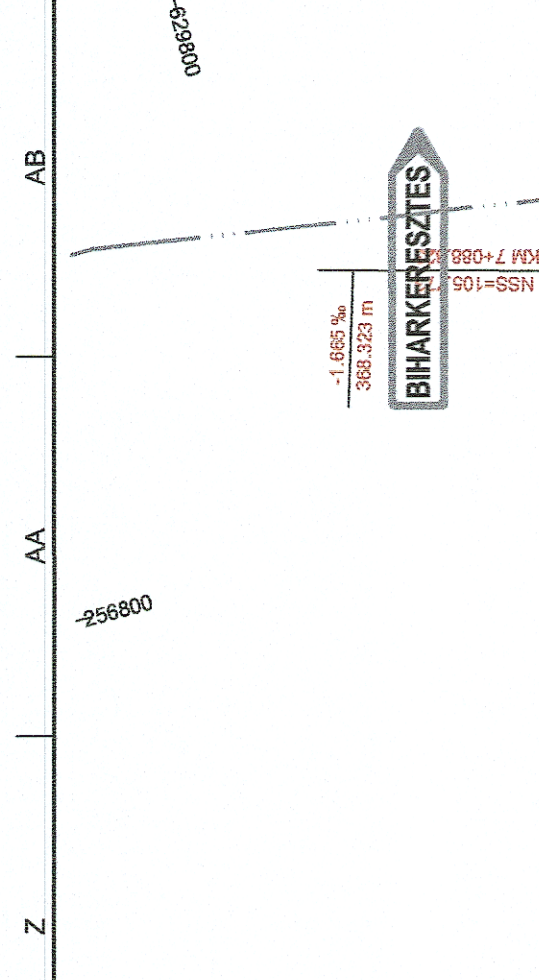 629800
AB
BIHARKERESZTES
KM 7+088
NSS=105
-1.665 ‰
368.323 m
AA
256800
Z